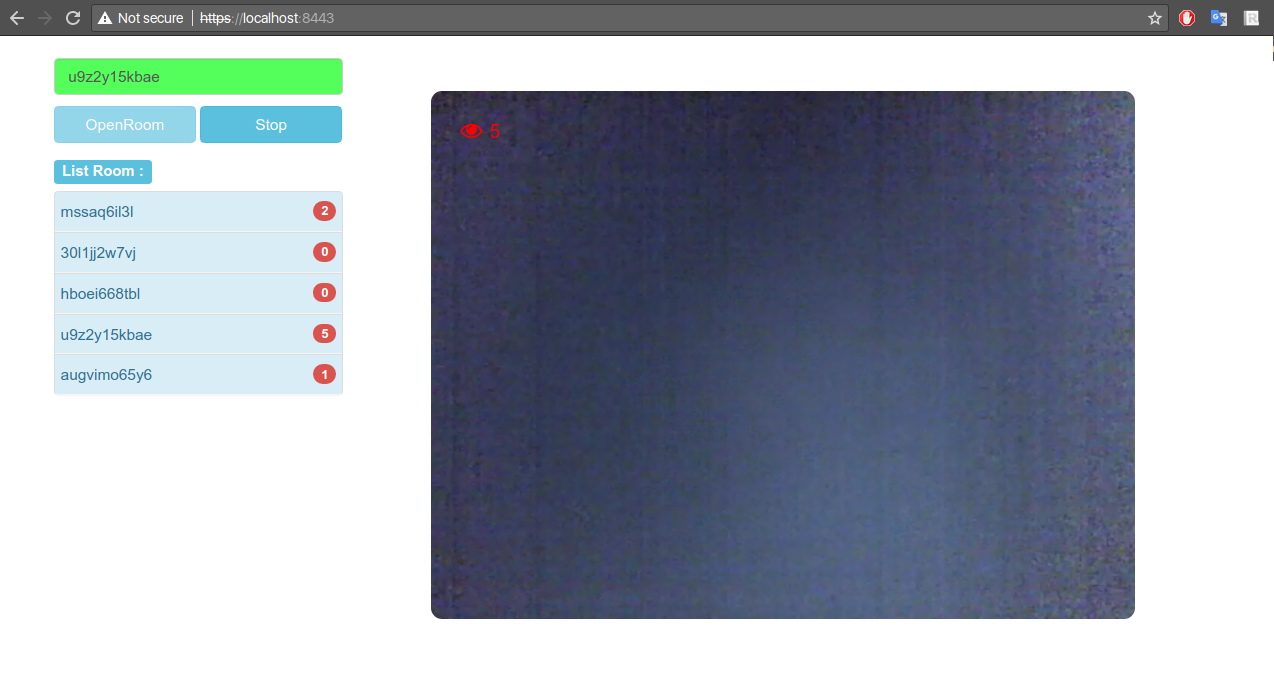 Not secure | https://localhost:8443
u9z2y15kbae
OpenRoom Stop
List Room :
mssaq6il3l 2
30l1jj2w7vj 0
hboei668tbl 0
u9z2y15kbae 5
augvimo65y6 1
5